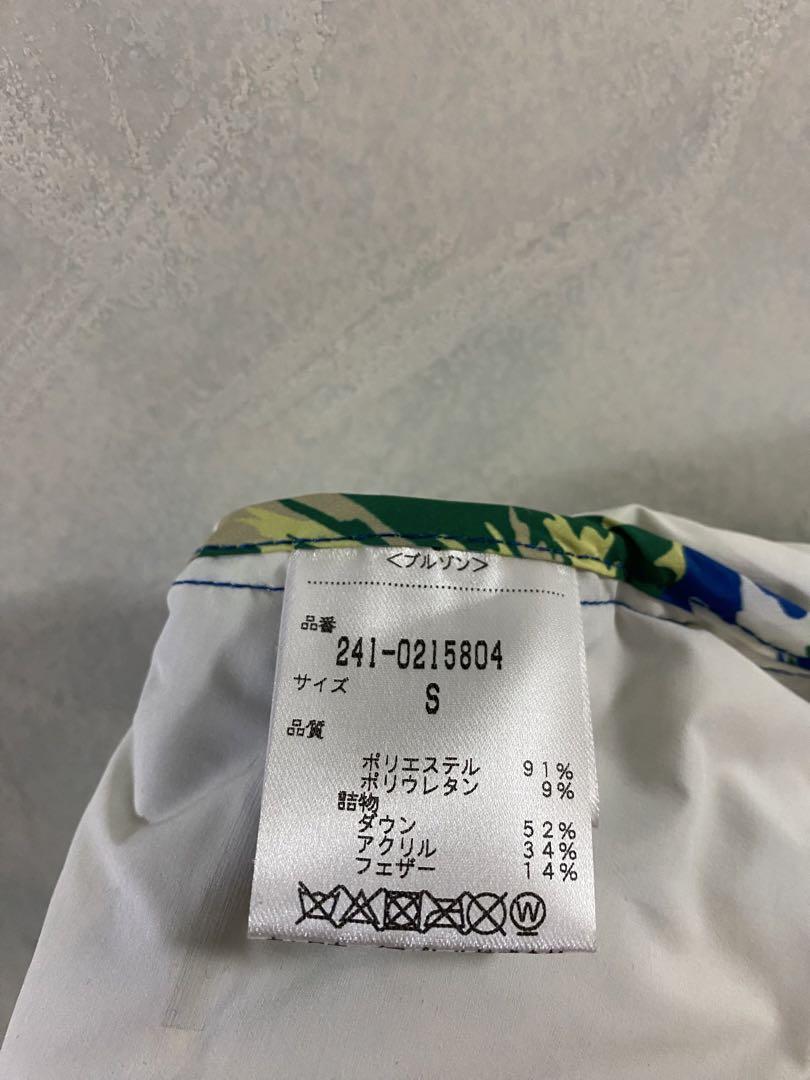 <ブルゾン>
品番
241-0215804
サイズ
S
品質
ポリエステル 91%
ポリウレタン 9%
詰物
ダウン 52%
アクリル 34%
フェザー 14%
W